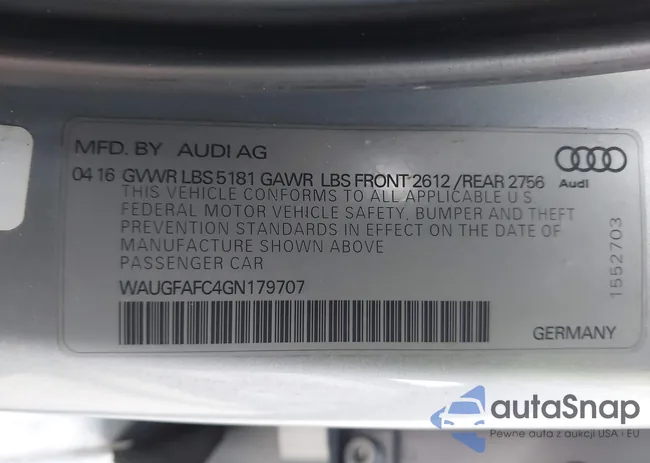 MFD. BY AUDI AG
04 16 GVWR LBS 5181 GAWR LBS FRONT 2612 /REAR 2756
THIS VEHICLE CONFORMS TO ALL APPLICABLE U.S.
FEDERAL MOTOR VEHICLE SAFETY, BUMPER AND THEFT
PREVENTION STANDARDS IN EFFECT ON THE DATE OF
MANUFACTURE SHOWN ABOVE
PASSENGER CAR
WAUGFAFC4GN179707
GERMANY
Audi
1552703
autoSnap
Pewne auta z aukcji USA i EU